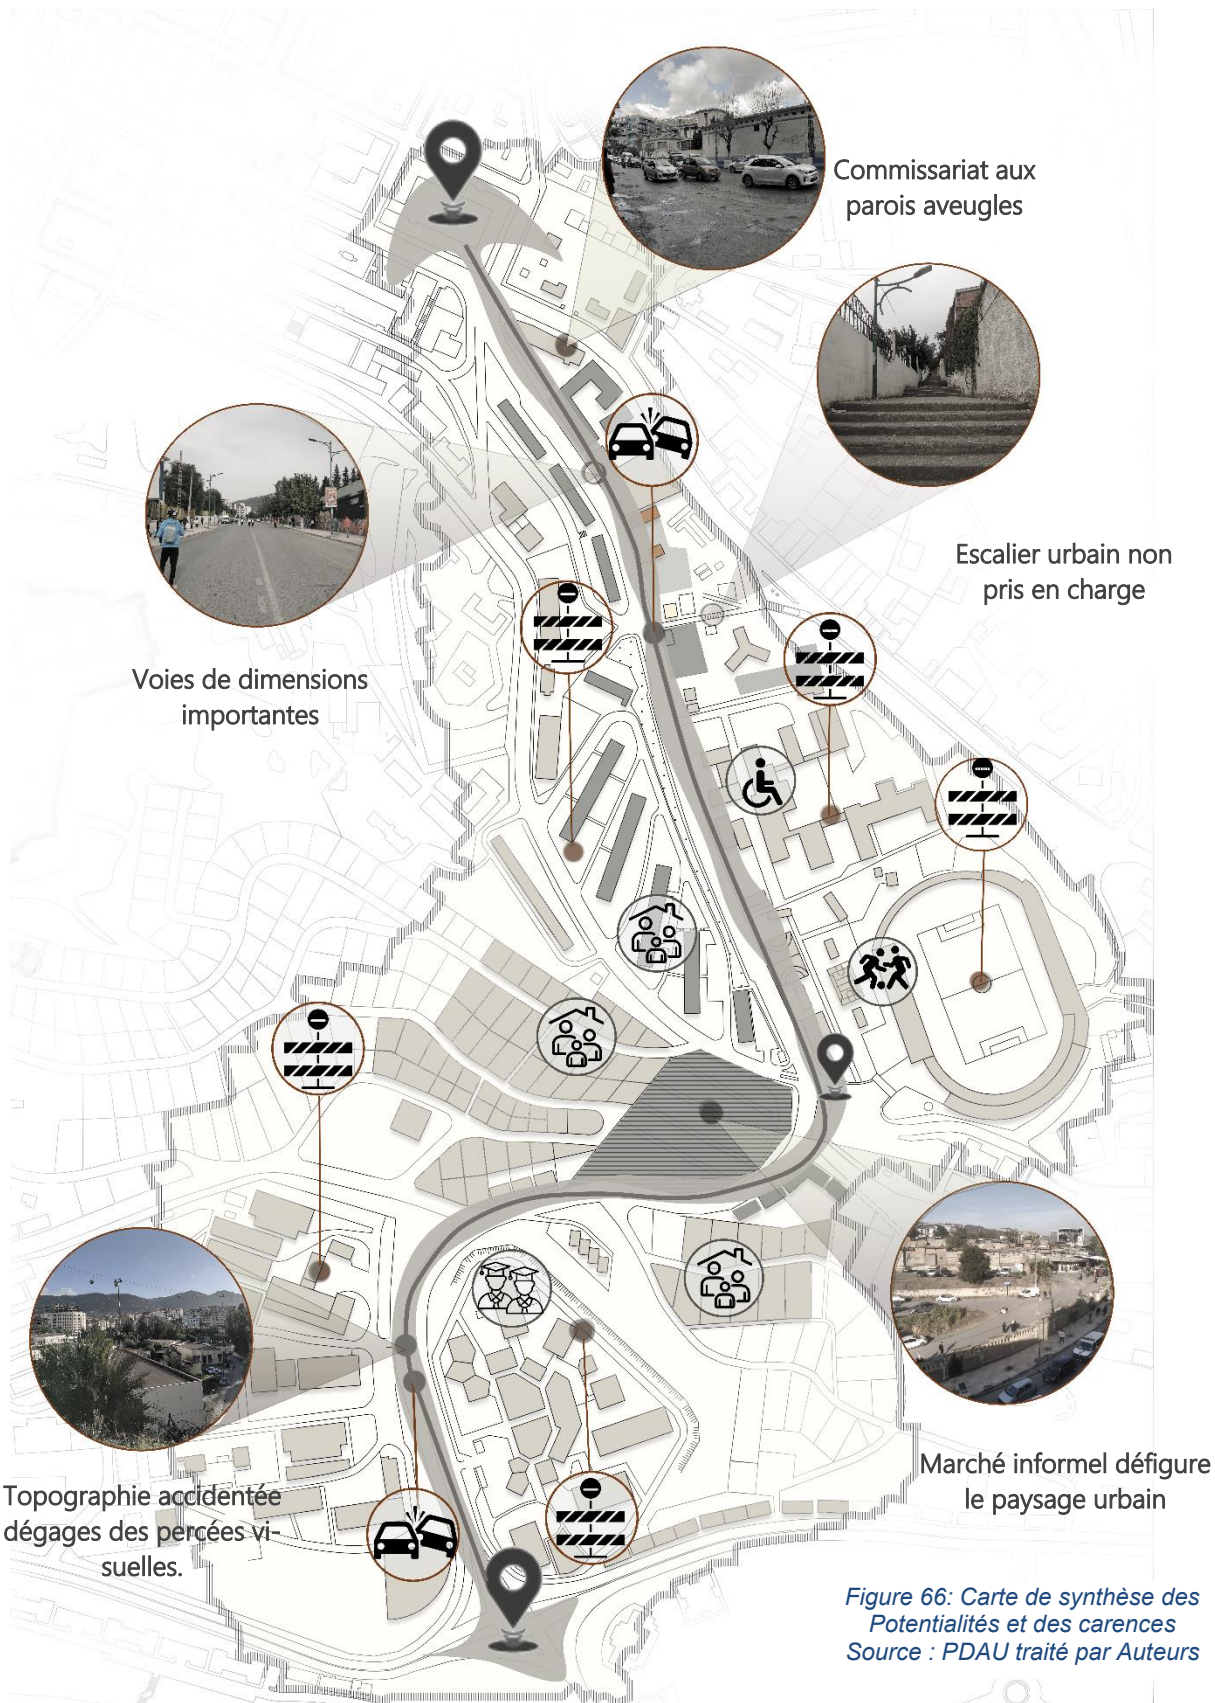 Commissariat aux
parois aveugles
Escalier urbain non
pris en charge
Voies de dimensions
importantes
Marché informel défigure
le paysage urbain
Topographie accidentée
dégages des percées vi-
suelles.
Figure 66: Carte de synthèse des
Potentialités et des carences
Source : PDAU traité par Auteurs